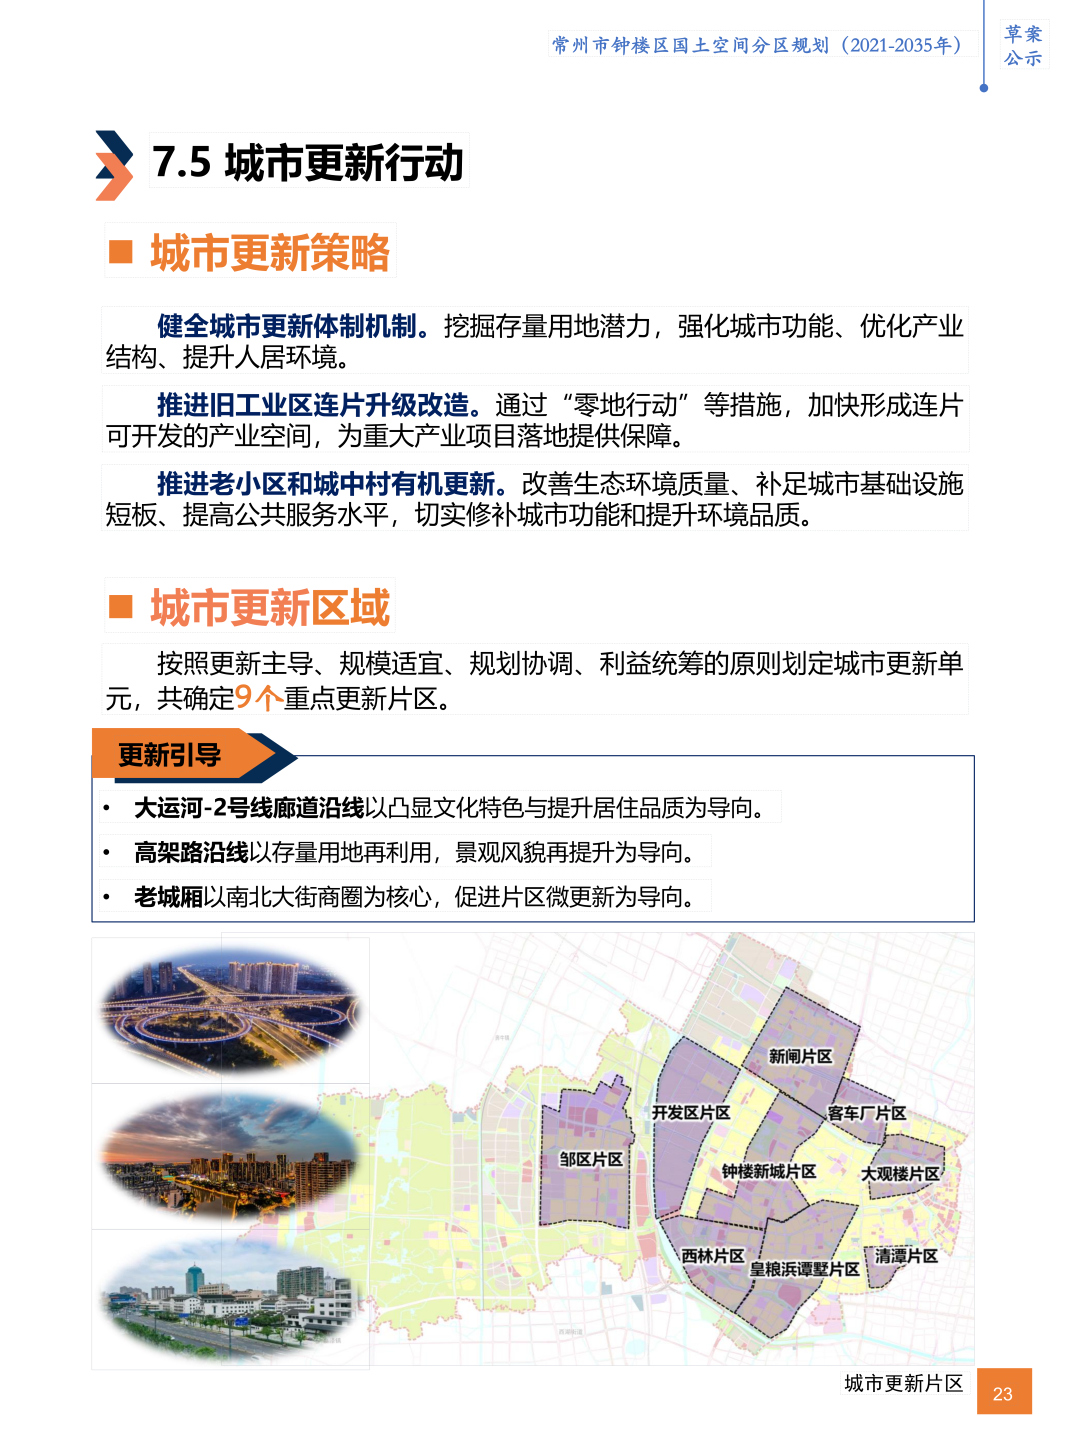 常州市钟楼区国土空间分区规划（2021-2035年）
草案
公示
7.5 城市更新行动
■ 城市更新策略
健全城市更新体制机制。挖掘存量用地潜力，强化城市功能、优化产业
结构、提升人居环境。
推进旧工业区连片升级改造。通过“零地行动”等措施，加快形成连片
可开发的产业空间，为重大产业项目落地提供保障。
推进老小区和城中村有机更新。改善生态环境质量、补足城市基础设施
短板、提高公共服务水平，切实修补城市功能和提升环境品质。
■ 城市更新区域
按照更新主导、规模适宜、规划协调、利益统筹的原则划定城市更新单
元，共确定9个重点更新片区。
更新引导
• 大运河-2号线廊道沿线以凸显文化特色与提升居住品质为导向。
• 高架路沿线以存量用地再利用，景观风貌再提升为导向。
• 老城厢以南北大街商圈为核心，促进片区微更新为导向。
新闸片区
开发区片区
客车厂片区
邹区片区
钟楼新城片区
大观楼片区
西林片区
皇粮浜谭墅片区
清潭片区
城市更新片区
23